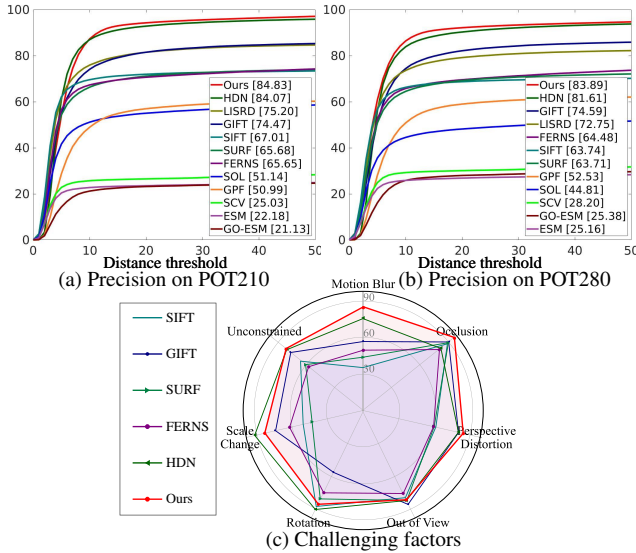 100
80
60
40
20
0
0 10 20 30 40 50
Ours [84.83]
HDN [84.07]
LISRD [75.20]
GIFT [74.47]
SIFT [67.01]
SURF [65.68]
FERNS [65.65]
SOL [51.14]
GPF [50.99]
SCV [25.03]
ESM [22.18]
GO-ESM [21.13]
Distance threshold
(a) Precision on POT210
100
80
60
40
20
0
0 10 20 30 40 50
Ours [83.89]
HDN [81.61]
GIFT [74.59]
LISRD [72.75]
FERNS [64.48]
SIFT [63.74]
SURF [63.71]
GPF [52.53]
SOL [44.81]
SCV [28.20]
GO-ESM [25.38]
ESM [25.16]
Distance threshold
(b) Precision on POT280
SIFT
GIFT
SURF
FERNS
HDN
Ours
Motion Blur
90
60
30
Unconstrained
Occlusion
Scale
Change
Perspective
Distortion
Rotation
Out of View
(c) Challenging factors